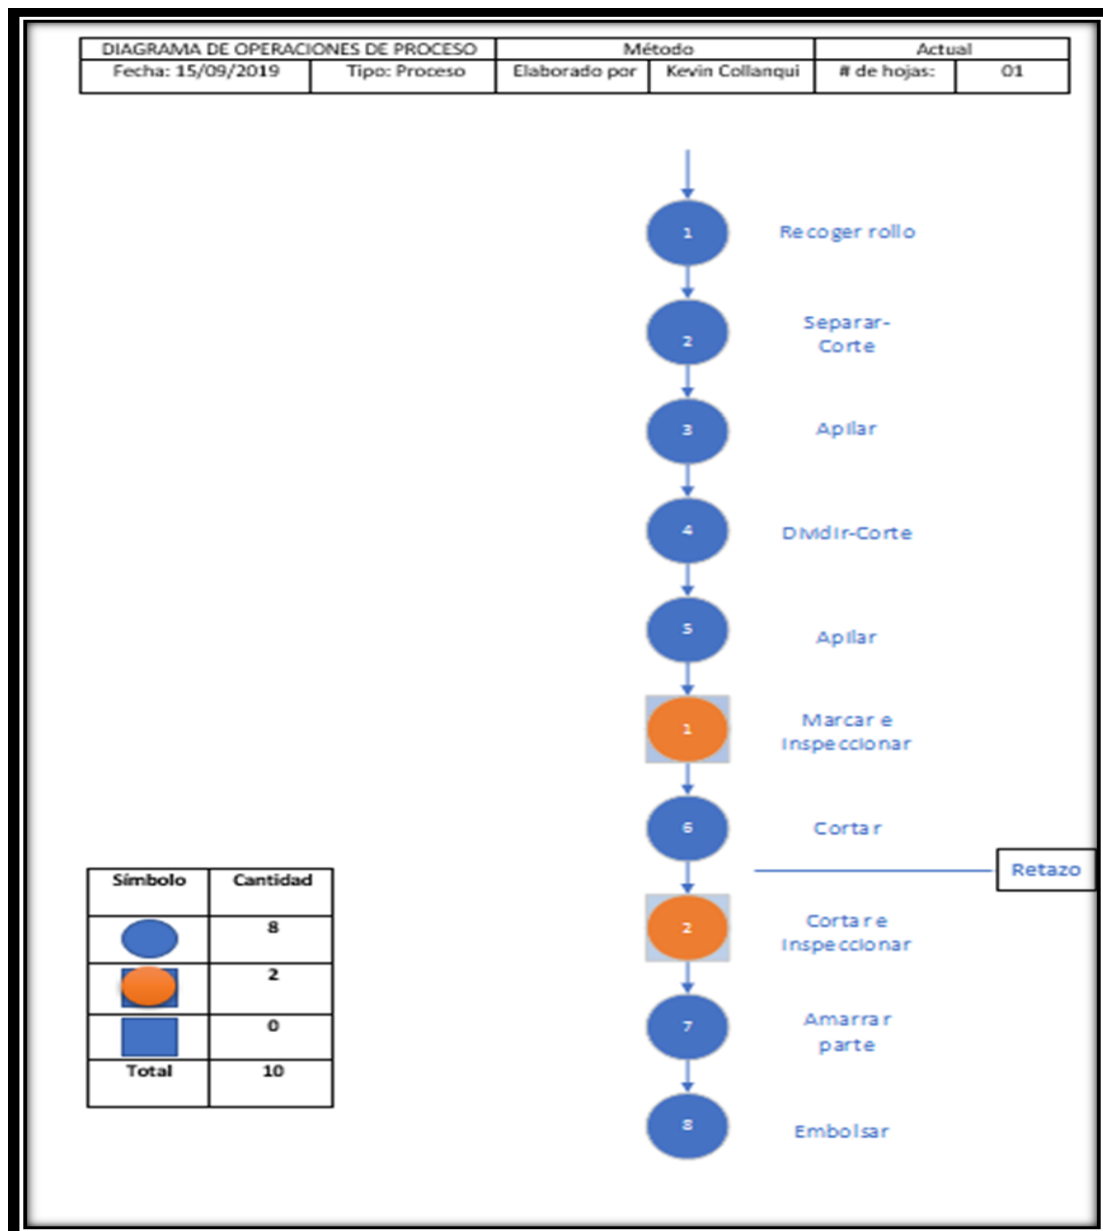 DIAGRAMA DE OPERACIONES DE PROCESO Método Actual
Fecha: 15/09/2019 Tipo: Proceso Elaborado por Kevin Collanqui # de hojas: 01
1 Recoger rollo
2 Separar-
Corte
3 Apilar
4 Dividir-Corte
5 Apilar
1 Marcar e
Inspeccionar
6 Cortar
Retazo
2 Cortar e
Inspeccionar
7 Amarrar
parte
8 Embolsar
Símbolo Cantidad
8
2
0
Total 10